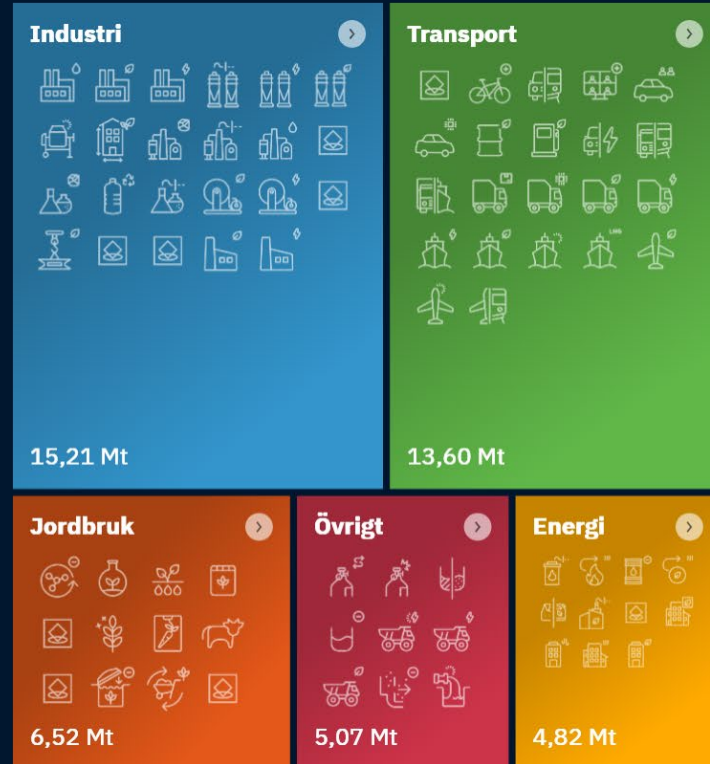 Industri
15,21 Mt
Transport
13,60 Mt
Jordbruk
6,52 Mt
Övrigt
5,07 Mt
Energi
4,82 Mt